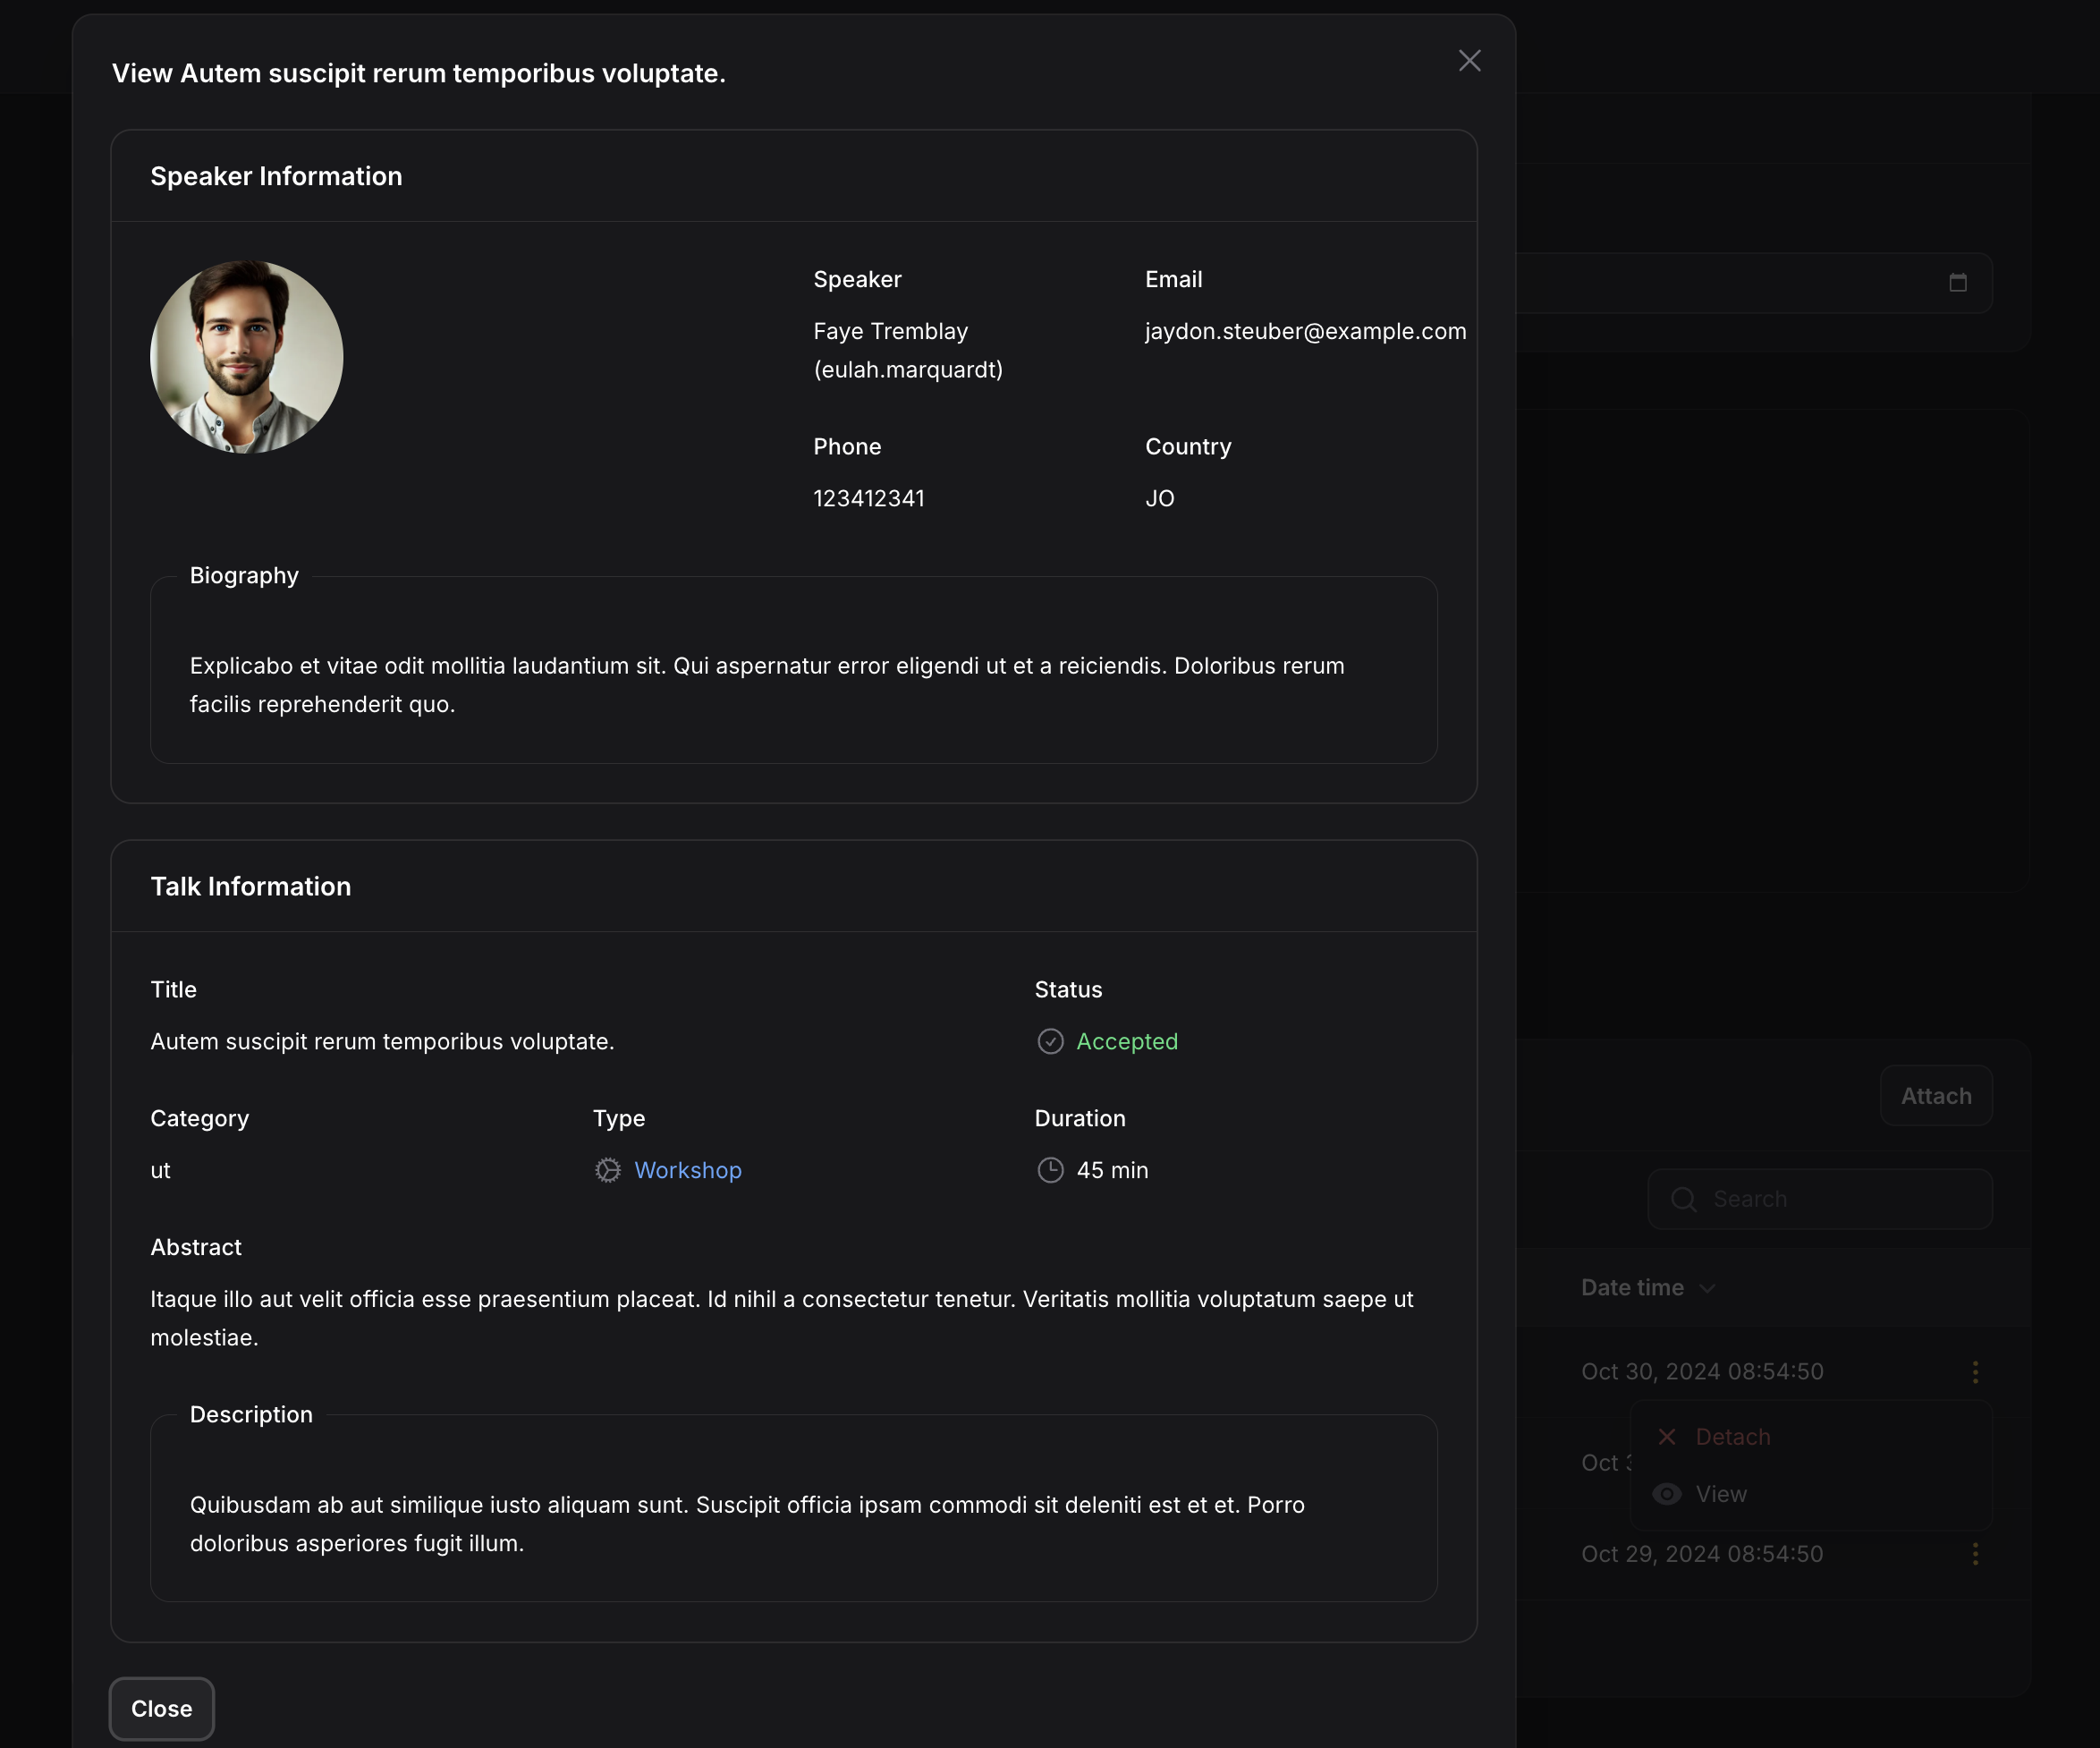 View Autem suscipit rerum temporibus voluptate.
Speaker Information
Speaker
Email
Faye Tremblay
(eulah.marquardt)
jaydon.steuber@example.com
Phone
Country
123412341
JO
Biography
Explicabo et vitae odit mollitia laudantium sit. Qui aspernatur error eligendi ut et a reiciendis. Doloribus rerum
facilis reprehenderit quo.
Talk Information
Title
Status
Autem suscipit rerum temporibus voluptate.
Accepted
Category
Type
Duration
ut
Workshop
45 min
Abstract
Itaque illo aut velit officia esse praesentium placeat. Id nihil a consectetur tenetur. Veritatis mollitia voluptatum saepe ut
molestiae.
Description
Quibusdam ab aut similique iusto aliquam sunt. Suscipit officia ipsam commodi sit deleniti est et et. Porro
doloribus asperiores fugit illum.
Close
Attach
Search
Date time
Oct 30, 2024 08:54:50
Detach
Oct
View
Oct 29, 2024 08:54:50